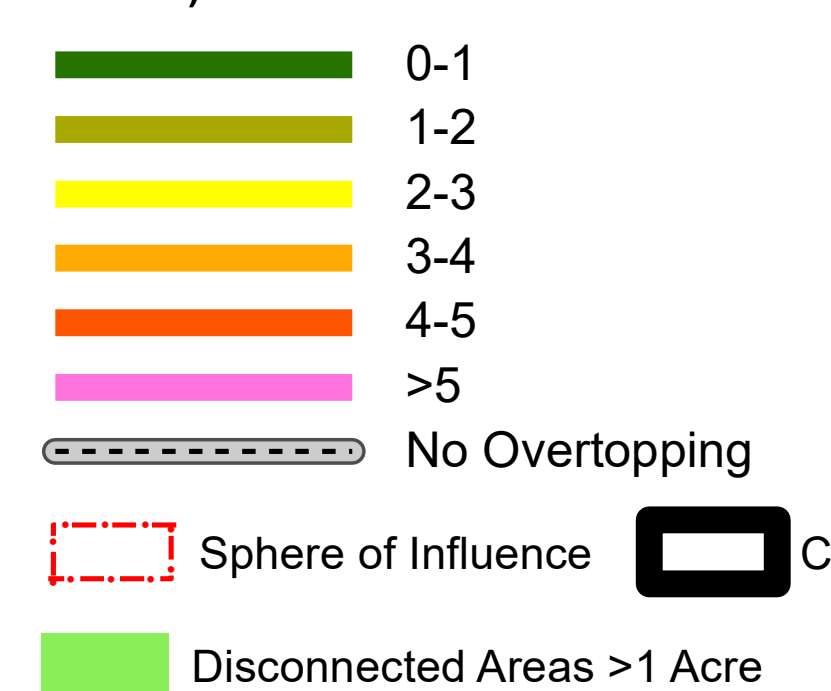 0-1
1-2
2-3
3-4
4-5
>5
No Overtopping
Sphere of Influence C
Disconnected Areas >1 Acre